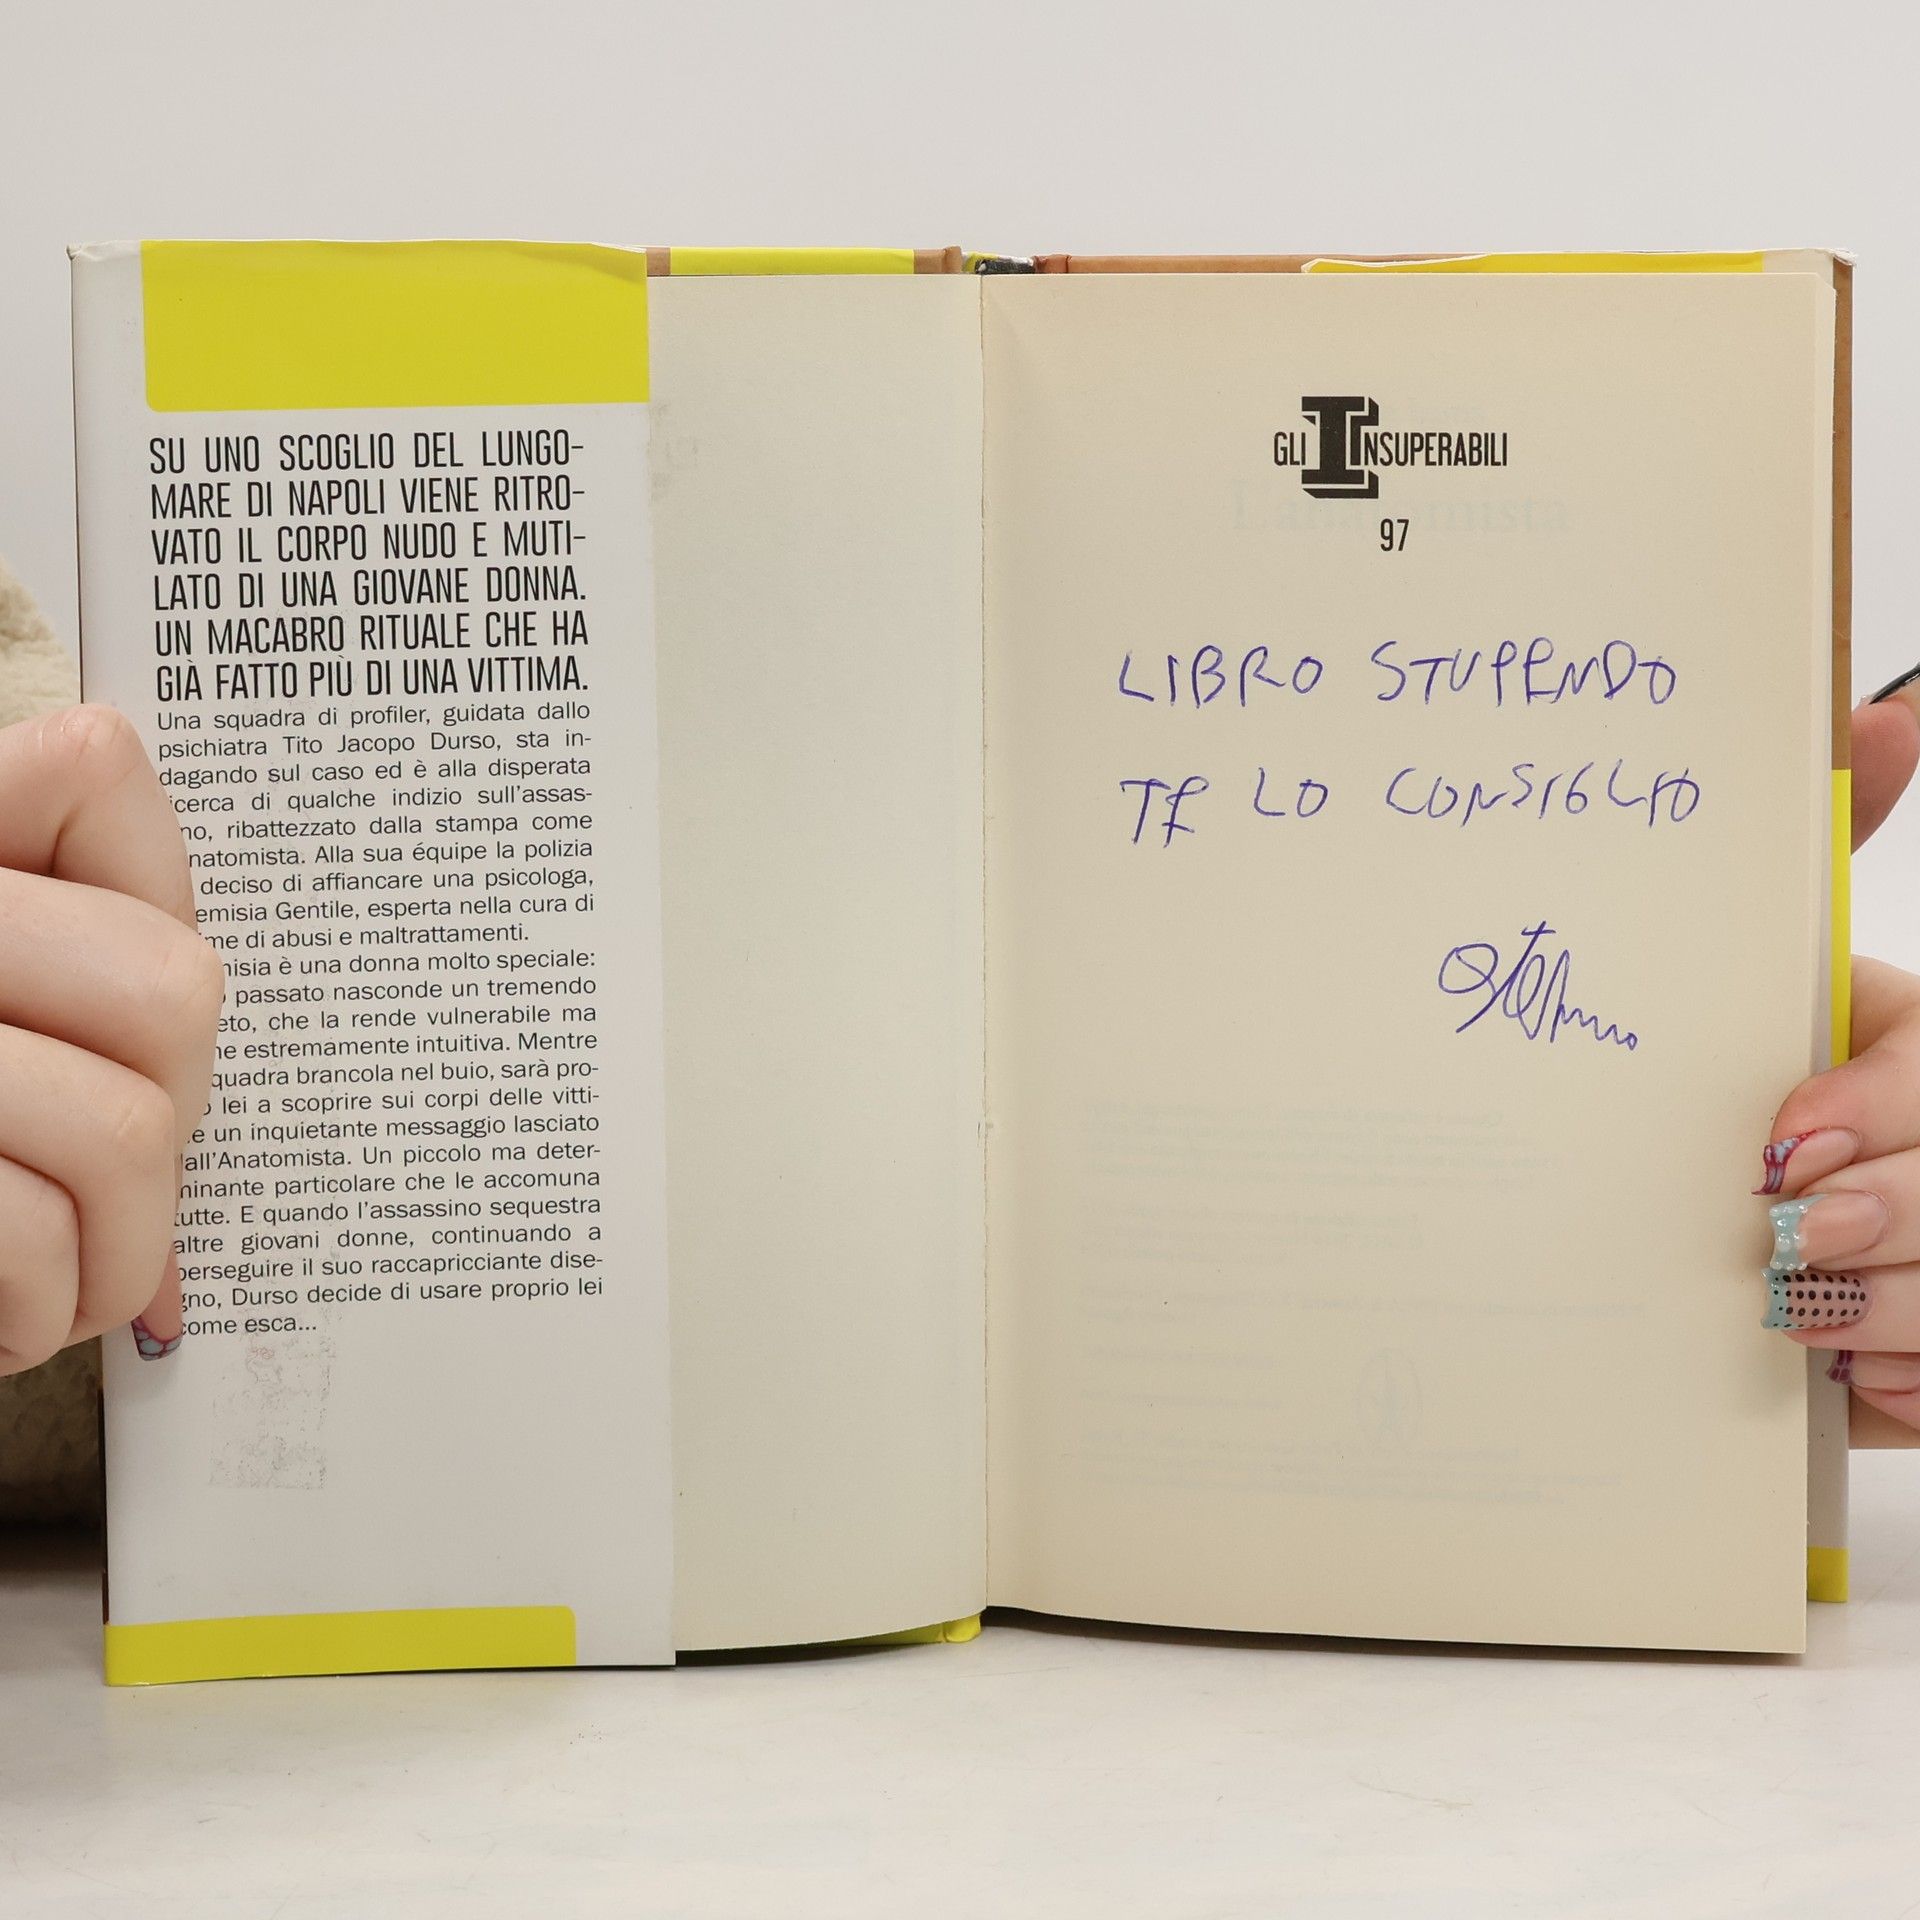 SU UNO SCOGLIO DEL LUNGO-
MARE DI NAPOLI VIENE RITRO-
VATO IL CORPO NUDO E MUTI-
LATO DI UNA GIOVANE DONNA.
UN MACABRO RITUALE CHE HA
GIÀ FATTO PIÙ DI UNA VITTIMA.
Una squadra di profiler, guidata dallo
psichiatra Tito Jacopo Durso, sta in-
dagando sul caso ed è alla disperata
icerca di qualche indizio sull'assas-
no, ribattezzato dalla stampa come
natomista. Alla sua équipe la polizia
deciso di affiancare una psicologa,
emisia Gentile, esperta nella cura di
me di abusi e maltrattamenti.
nisia è una donna molto speciale:
passato nasconde un tremendo
eto, che la rende vulnerabile ma
ne estremamente intuitiva. Mentre
quadra brancola nel buio, sarà pro-
lei a scoprire sui corpi delle vitti-
e un inquietante messaggio lasciato
all'Anatomista. Un piccolo ma deter-
minante particolare che le accomuna
tutte. E quando l'assassino sequestra
altre giovani donne, continuando a
perseguire il suo raccapricciante dise-
gno, Durso decide di usare proprio lei
come esca...
GLI INSUPERABILI
97
LIBRO STUPENDO
TE LO CONSIGLIO
Stefano